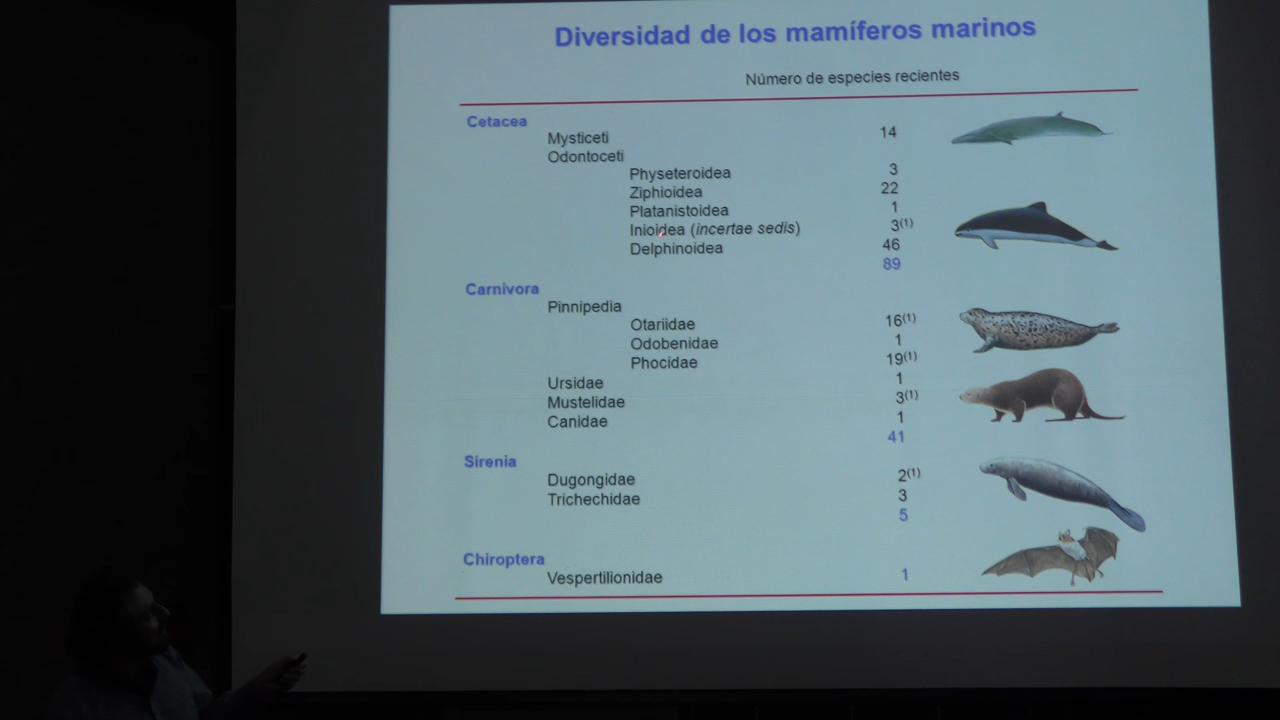 Diversidad de los mamíferos marinos
Número de especies recientes
Cetacea
Mysticeti 14
Odontoceti
Physeteroidea 3
Ziphioidea 22
Platanistoidea 1
Inioidea (incertae sedis) 3(1)
Delphinoidea 46
89
Carnivora
Pinnipedia
Otariidae 16(1)
Odobenidae 1
Phocidae 19(1)
Ursidae 1
Mustelidae 3(1)
Canidae 1
41
Sirenia
Dugongidae 2(1)
Trichechidae 3
5
Chiroptera
Vespertilionidae 1